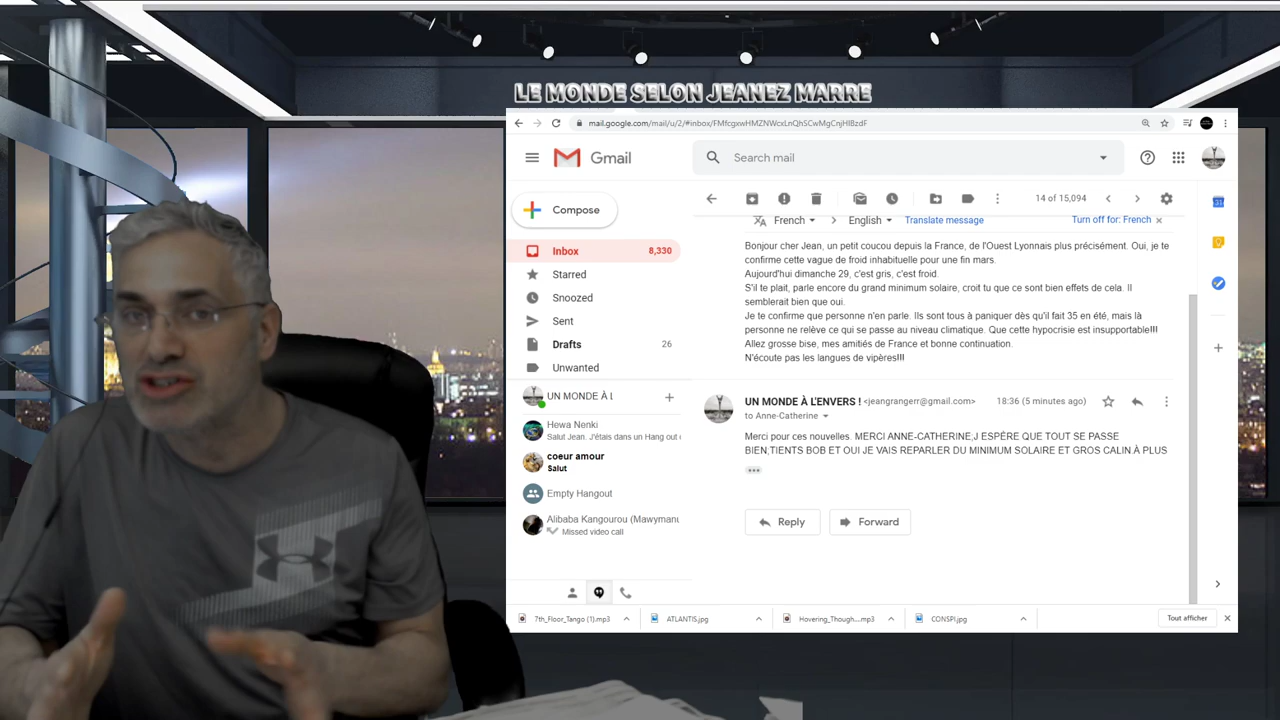 LE MONDE SELON JEANEZ MARRE
mail.google.com/mail/u/2/#inbox/FMfcgxwHMZNWcxLnQhSCwMgCnjHlBzdF
Gmail
Search mail
Compose
14 of 15,094
French
English
Translate message
Turn off for: French
Inbox 8,330
Starred
Snoozed
Sent
Drafts 26
Unwanted
UN MONDE À L
Hewa Nenki
Salut Jean. J'étais dans un Hang out
coeur amour
Salut
Empty Hangout
Alibaba Kangourou (Mawymanu
Missed video call
Bonjour cher Jean, un petit coucou depuis la France, de l'Ouest Lyonnais plus précisément. Oui, je te
confirme cette vague de froid inhabituelle pour une fin mars.
Aujourd'hui dimanche 29, c'est gris, c'est froid.
S'il te plait, parle encore du grand minimum solaire, croit tu que ce sont bien effets de cela. Il
semblerait bien que oui.
Je te confirme que personne n'en parle. Ils sont tous à paniquer dès qu'il fait 35 en été, mais là
personne ne relève ce qui se passe au niveau climatique. Que cette hypocrisie est insupportable!!!
Allez grosse bise, mes amitiés de France et bonne continuation.
N'écoute pas les langues de vipères!!!
UN MONDE À L'ENVERS ! <jeangrangerr@gmail.com>
18:36 (5 minutes ago)
to Anne-Catherine
Merci pour ces nouvelles. MERCI ANNE-CATHERINE,J ESPÈRE QUE TOUT SE PASSE
BIEN,TIENTS BOB ET OUI JE VAIS REPARLER DU MINIMUM SOLAIRE ET GROS CALIN À PLUS
Reply
Forward
7th_Floor_Tango (1).mp3
ATLANTIS.jpg
Hovering_Though....mp3
CONSPI.jpg
Tout afficher